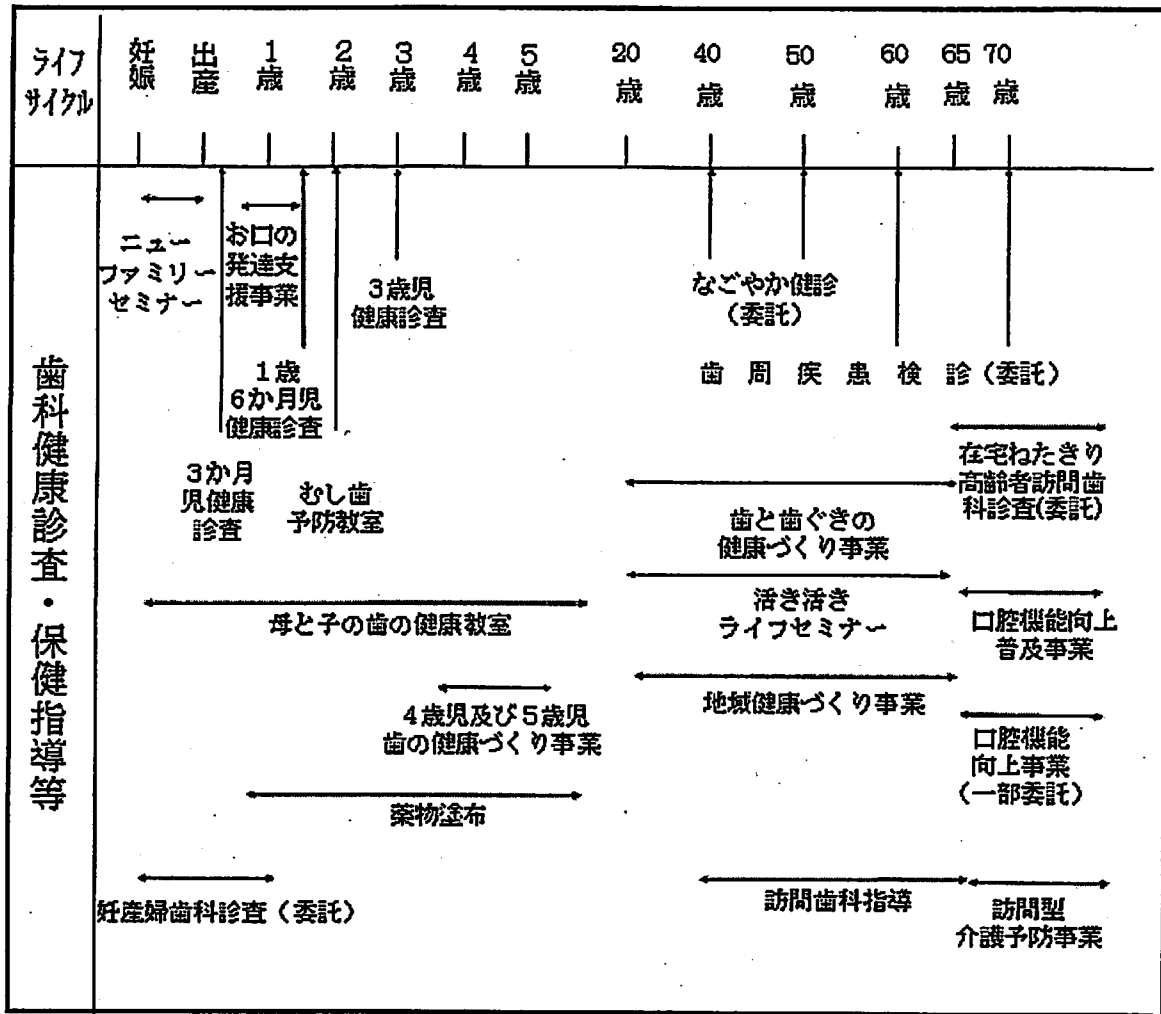 ライフ
サイクル
妊娠
出産
1歳
2歳
3歳
4歳
5歳
20歳
40歳
50歳
60歳
65歳
70歳
歯科健康診査・保健指導等
ニュー
ファミリー
セミナー
お口の
発達支
援事業
3歳児
健康診査
1歳
6か月児
健康診査
3か月
児健康
診査
むし歯
予防教室
なごやか健診
(委託)
歯周疾患検診(委託)
在宅ねたきり
高齢者訪問歯
科診査(委託)
歯と歯ぐきの
健康づくり事業
母と子の歯の健康教室
活き活き
ライフセミナー
口腔機能向上
普及事業
4歳児及び5歳児
歯の健康づくり事業
地域健康づくり事業
口腔機能
向上事業
(一部委託)
薬物塗布
妊産婦歯科診査(委託)
訪問歯科指導
訪問型
介護予防事業